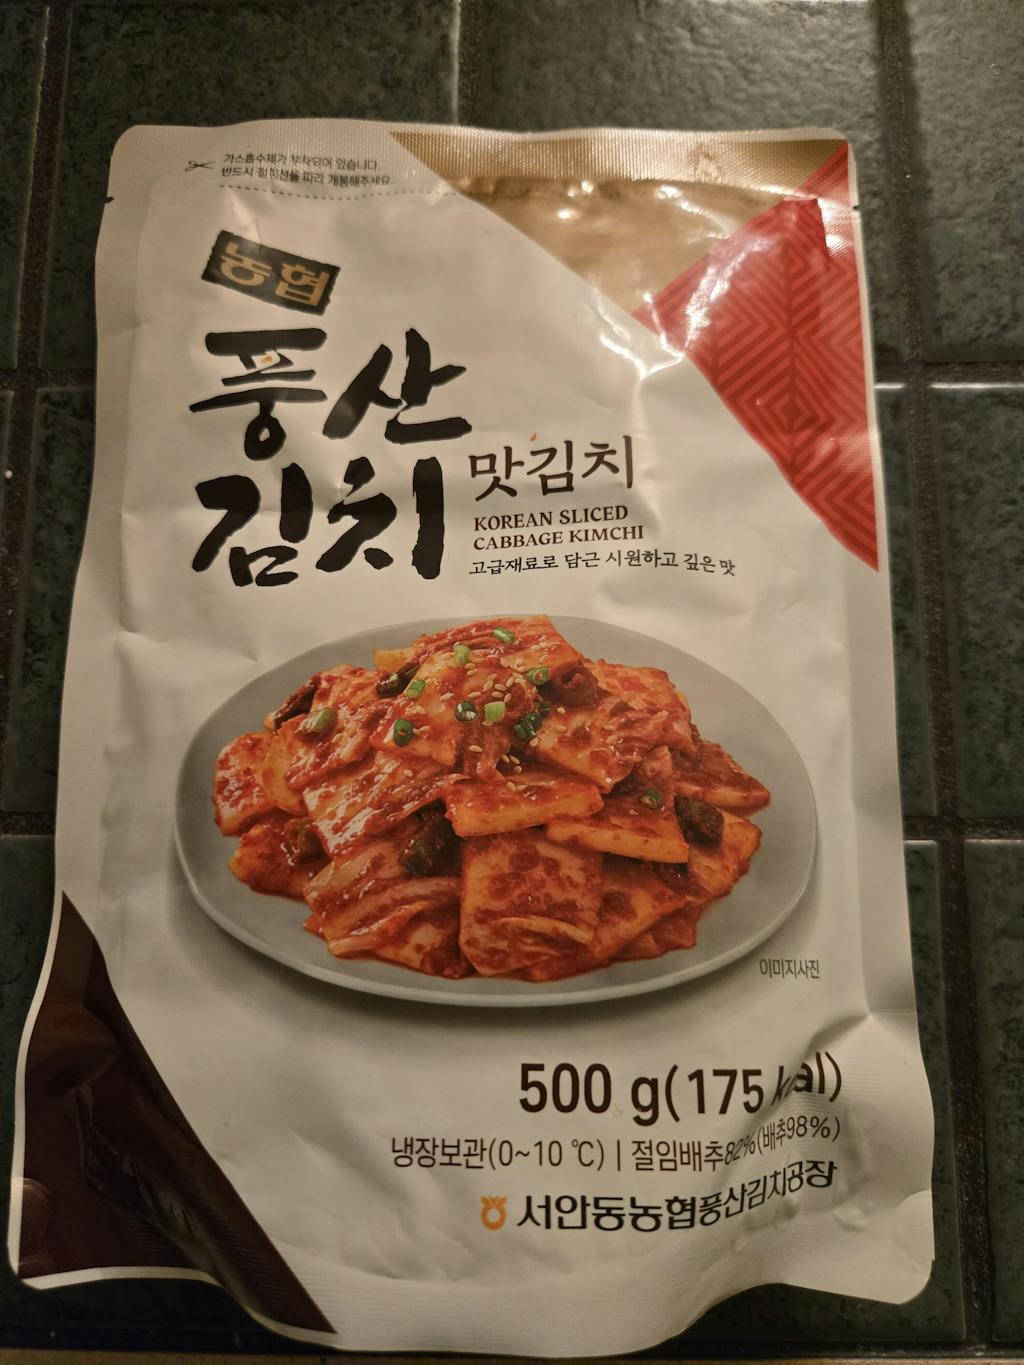 가스흡수제가 부착되어 있습니다.
반드시 절취선을 따라 개봉해주세요.
농협
풍산
김치
맛김치
KOREAN SLICED
CABBAGE KIMCHI
고급재료로 담근 시원하고 깊은 맛
이미지사진
500 g(175 kcal)
냉장보관(0~10 ℃) | 절임배추82%(배추98%)
서안동농협풍산김치공장